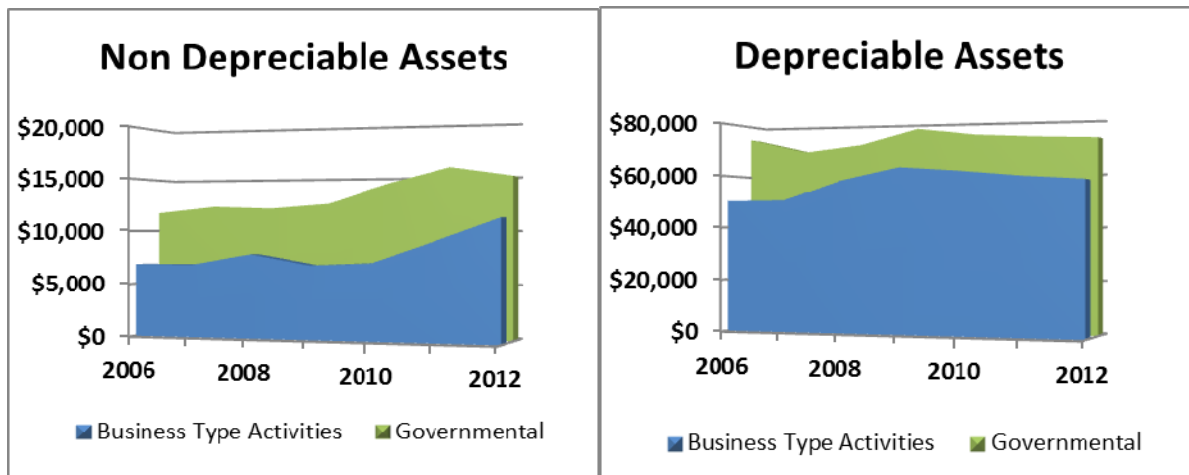 Non Depreciable Assets
$20,000
$15,000
$10,000
$5,000
$0
2006 2008 2010 2012
Business Type Activities Governmental
Depreciable Assets
$80,000
$60,000
$40,000
$20,000
$0
2006 2008 2010 2012
Business Type Activities Governmental